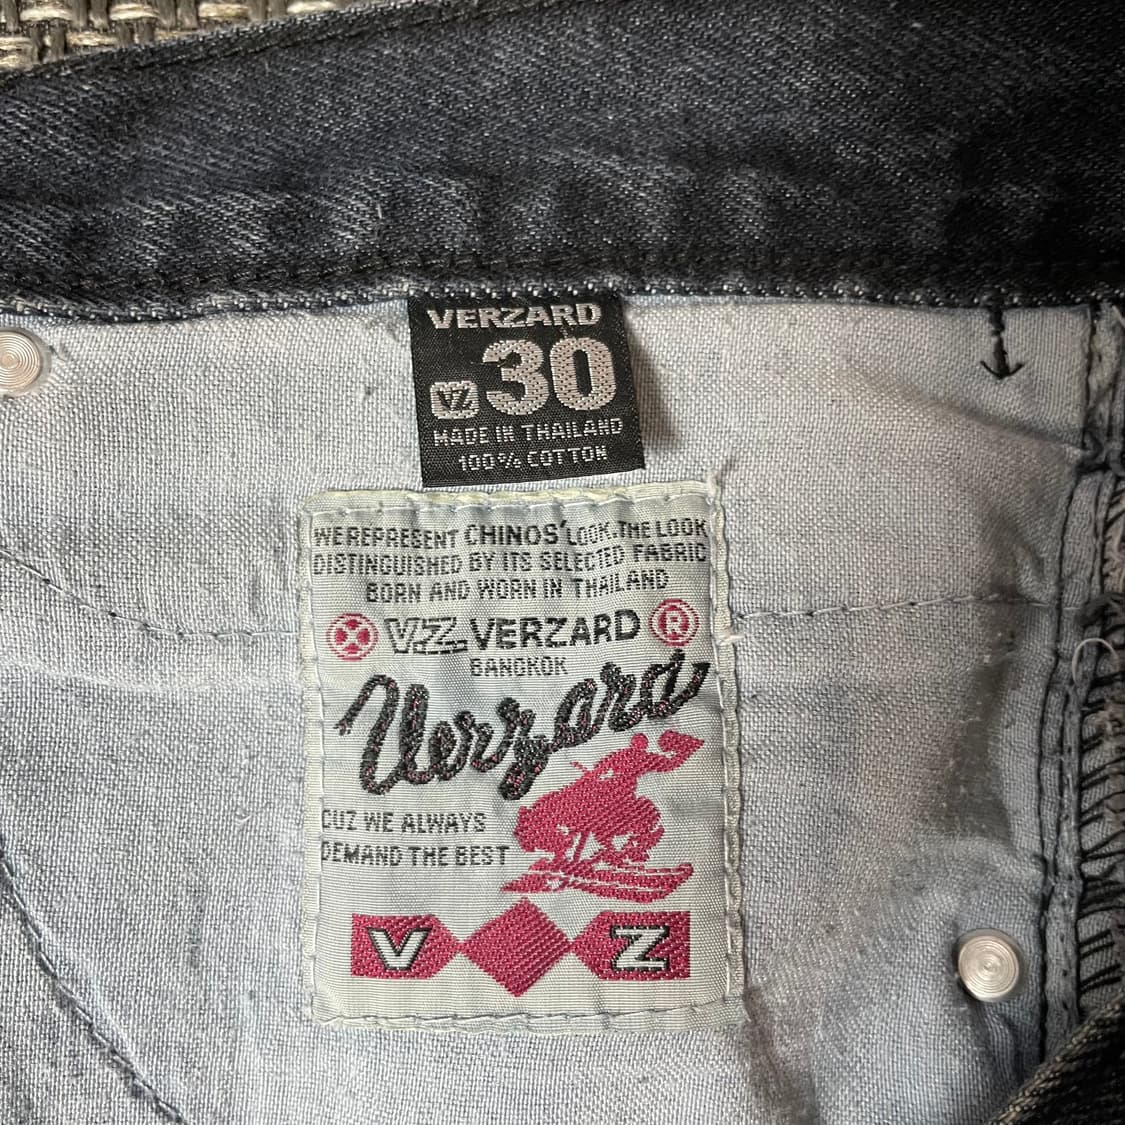 VERZARD
VZ 30
MADE IN THAILAND
100% COTTON
WE REPRESENT CHINOS' LOOK. THE LOOK
DISTINGUISHED BY ITS SELECTED FABRIC
BORN AND WORN IN THAILAND
VZ VERZARD ®
BANGKOK
Verzard
CUZ WE ALWAYS
DEMAND THE BEST
V Z